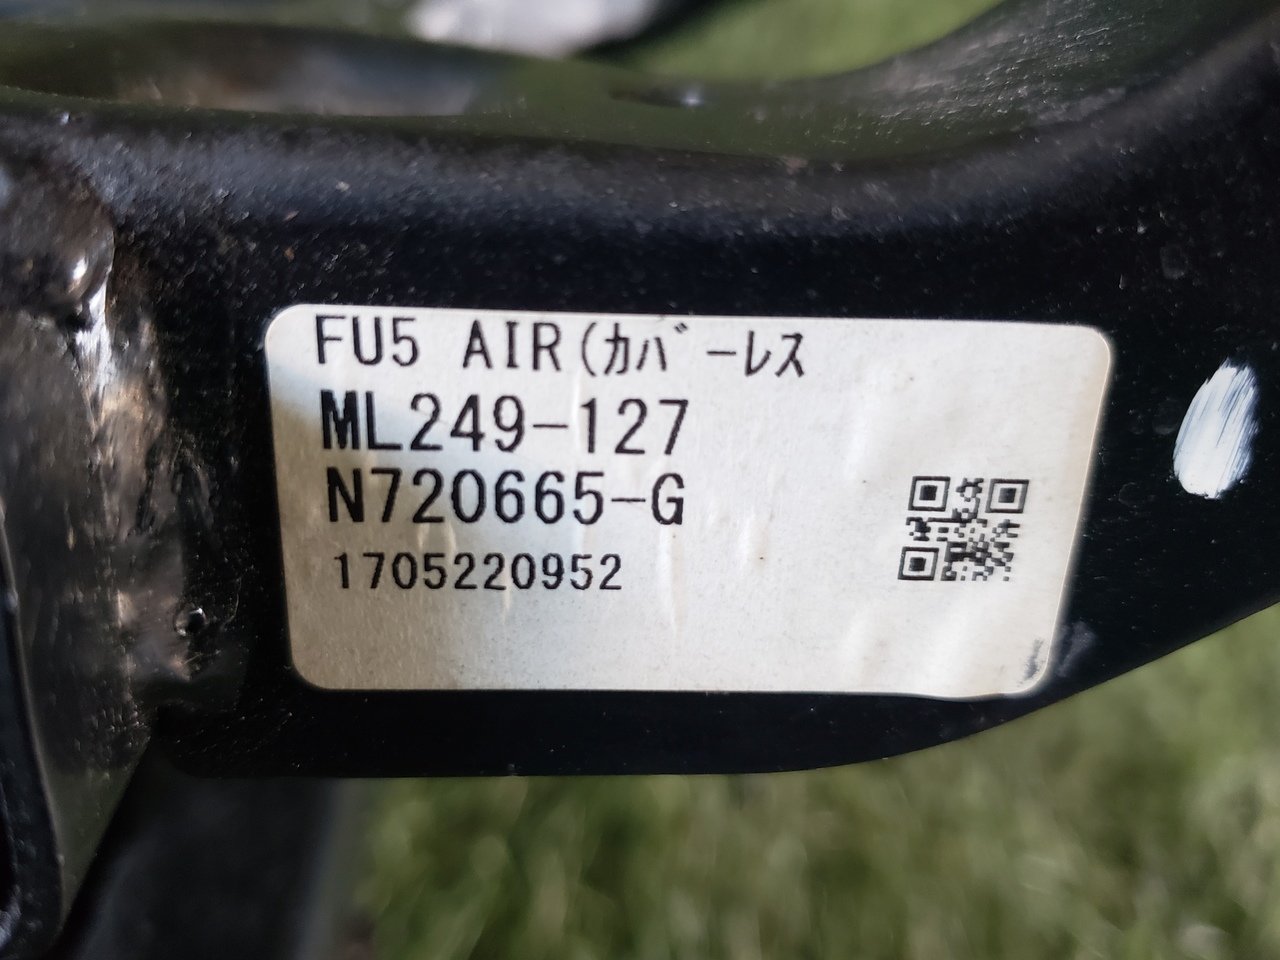 FU5 AIR(ｶﾊﾞｰﾚｽ
ML249-127
N720665-G
1705220952